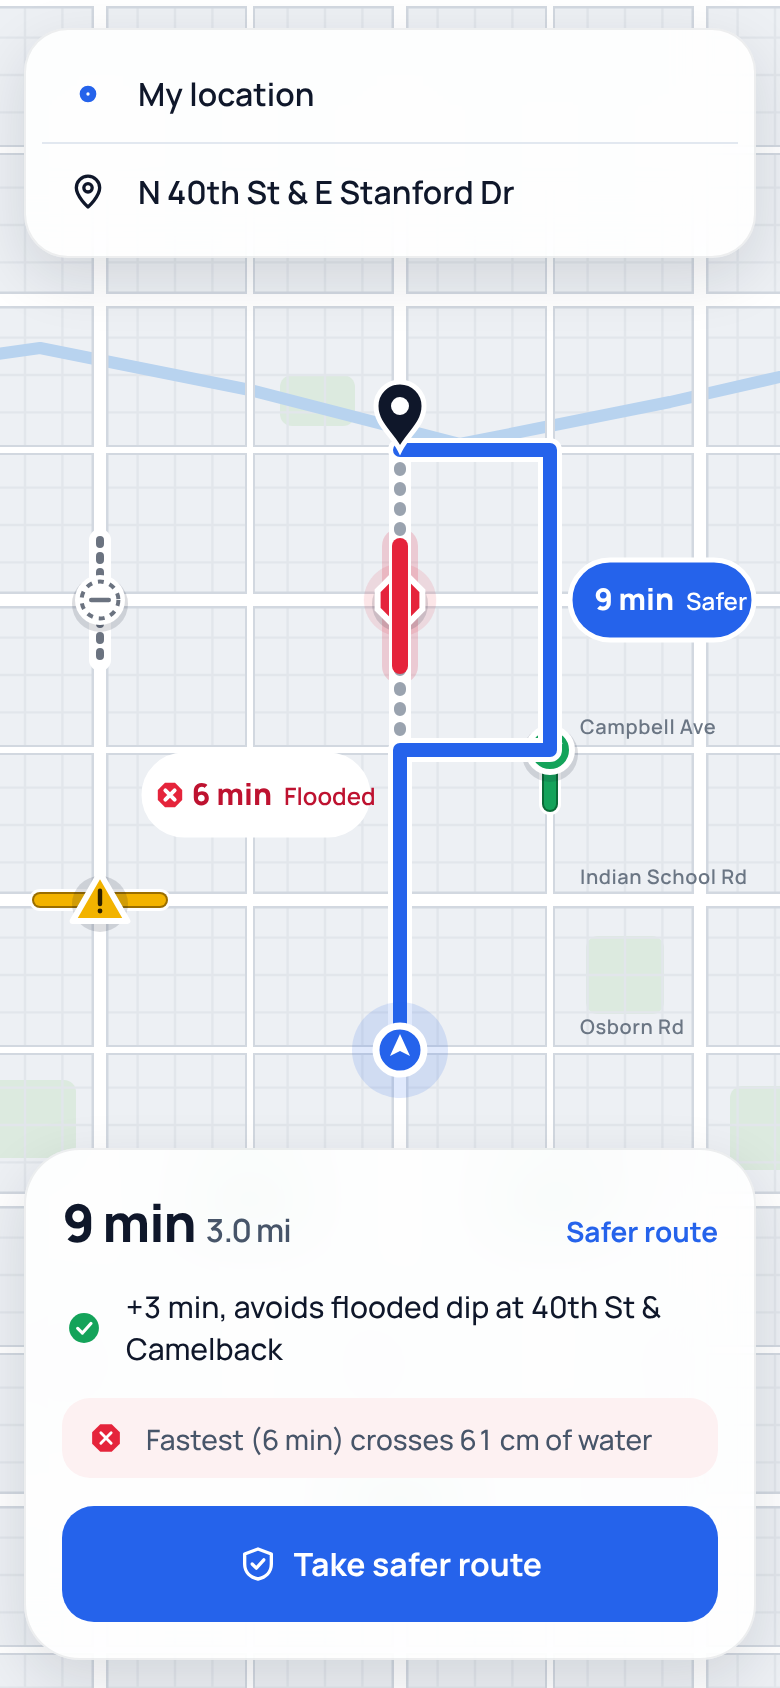 My location
N 40th St & E Stanford Dr
9 min Safer
Campbell Ave
6 min Flooded
Indian School Rd
Osborn Rd
9 min 3.0 mi
Safer route
+3 min, avoids flooded dip at 40th St &
Camelback
Fastest (6 min) crosses 61 cm of water
Take safer route